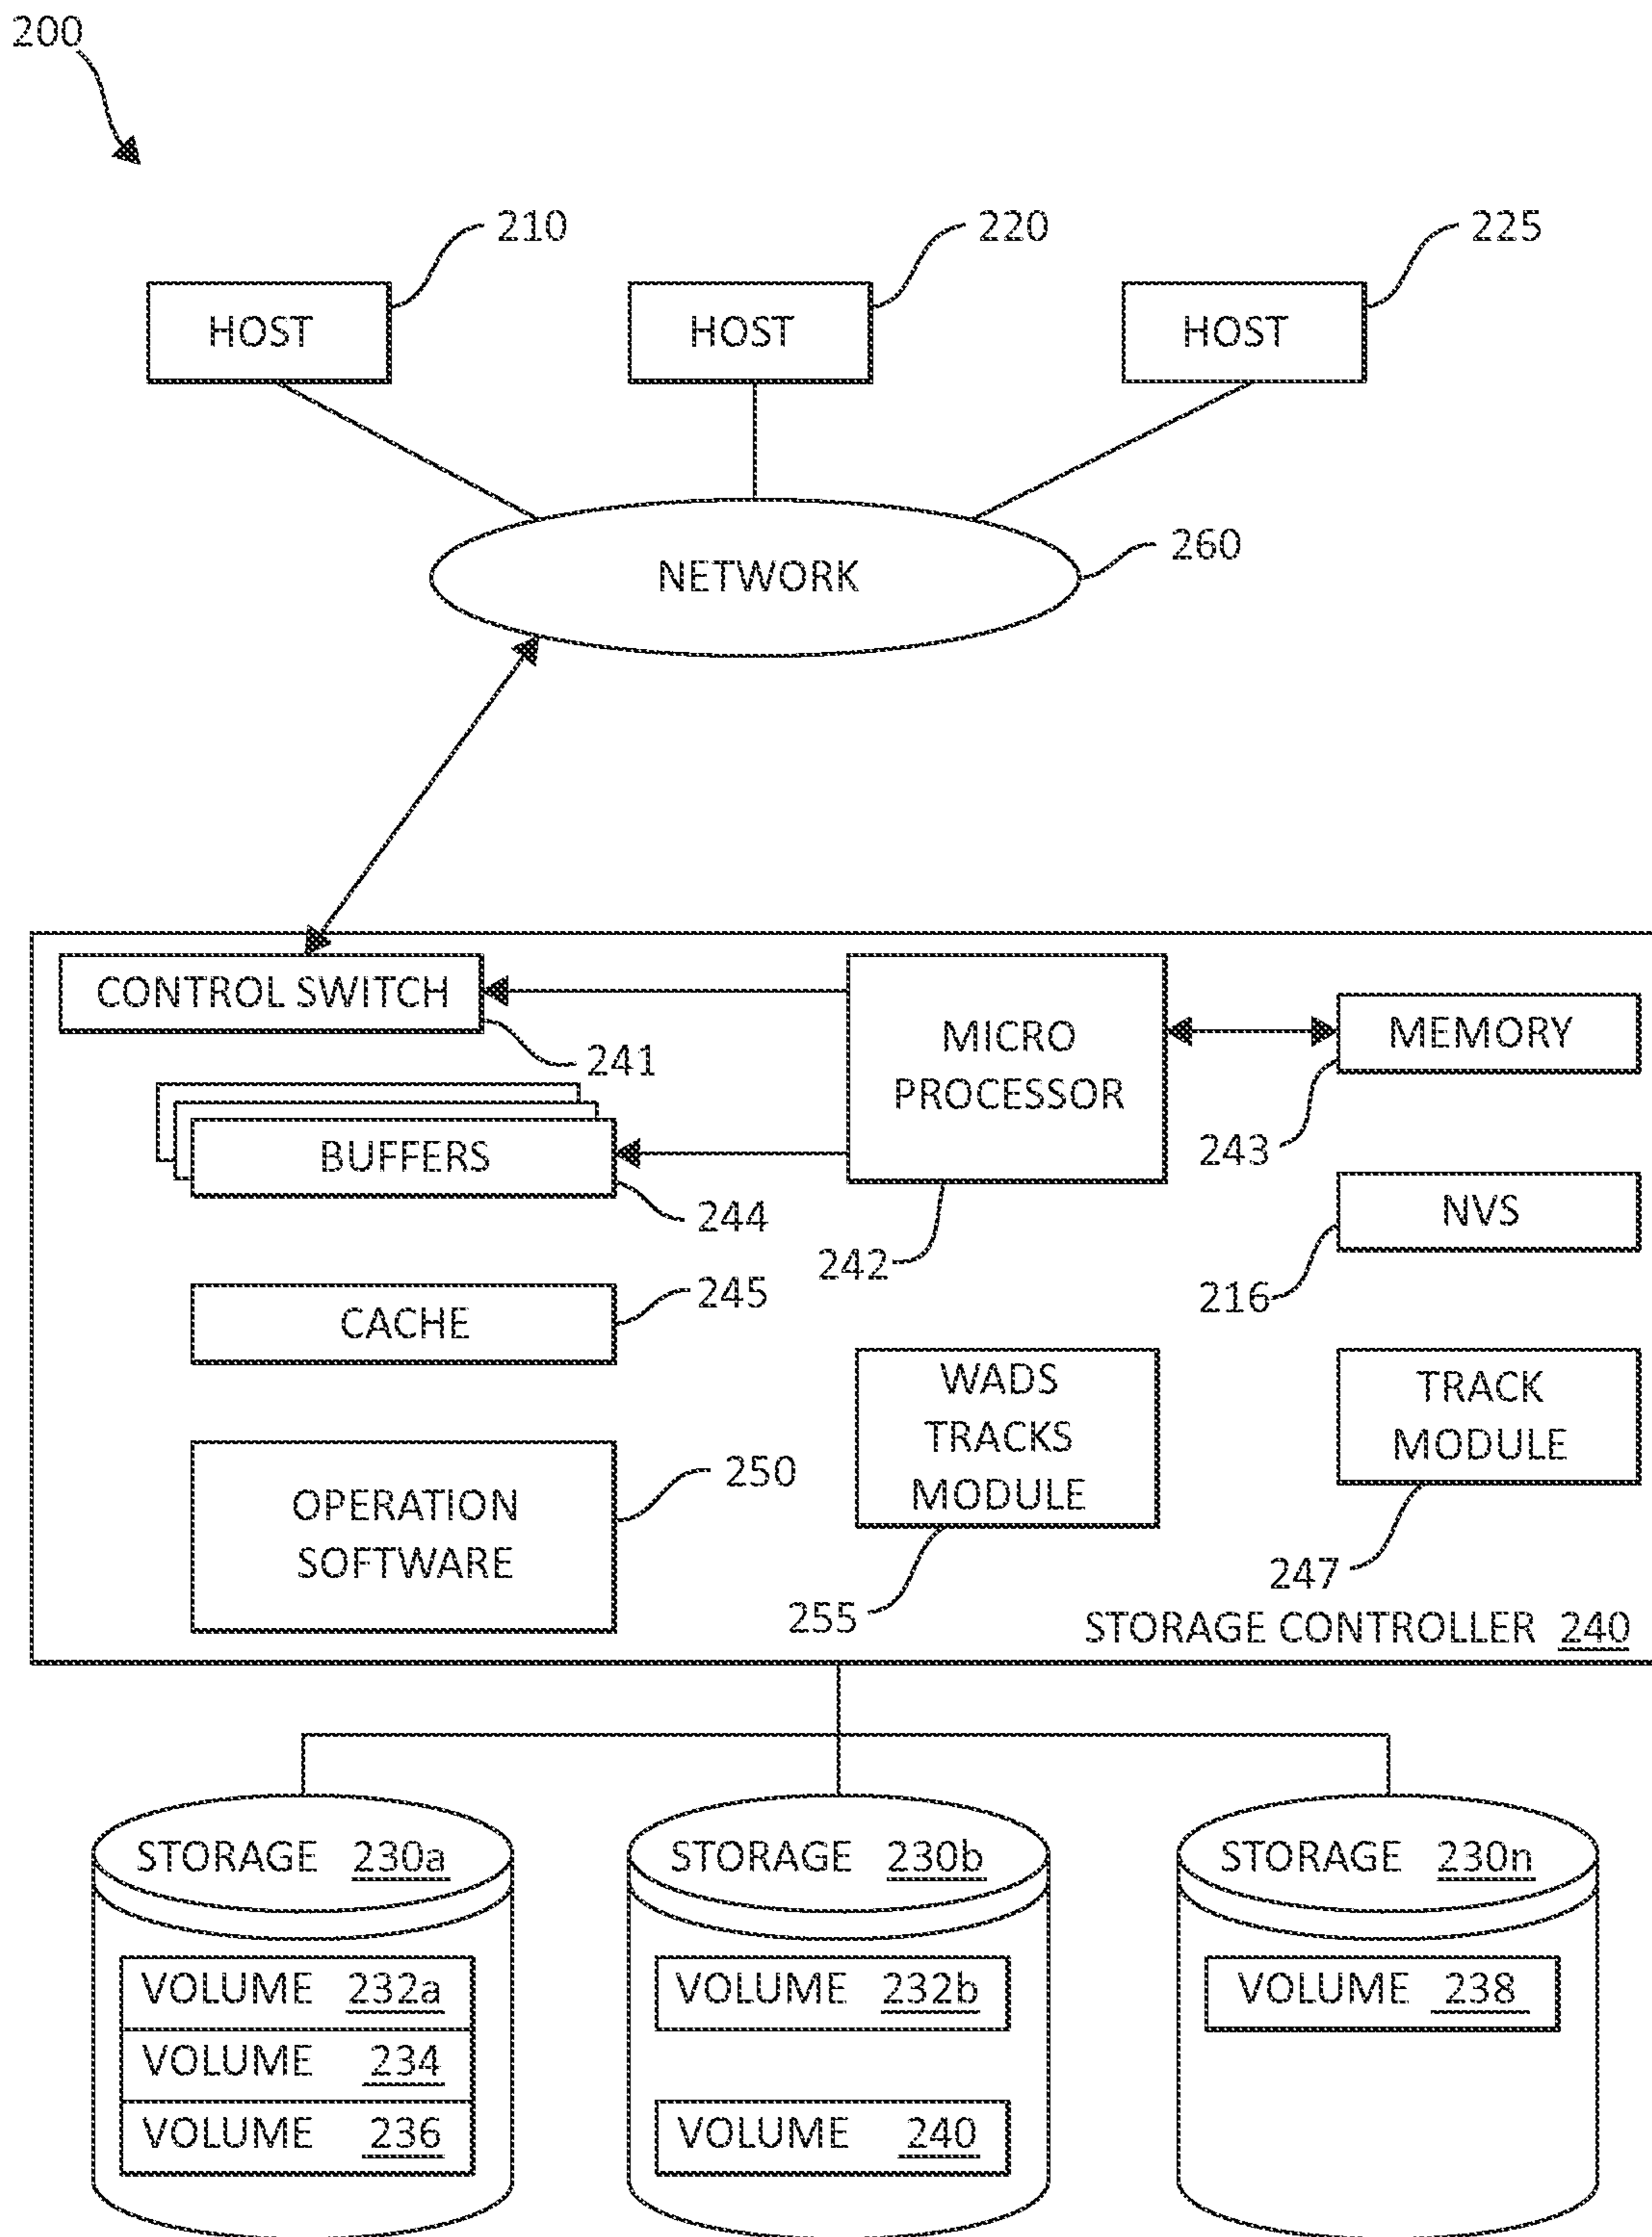 200
210
220
225
HOST
HOST
HOST
260
NETWORK
CONTROL SWITCH
241
MICRO
PROCESSOR
242
MEMORY
243
BUFFERS
244
NVS
216
CACHE
245
WADS
TRACKS
MODULE
255
TRACK
MODULE
247
OPERATION
SOFTWARE
250
STORAGE CONTROLLER 240
STORAGE 230a
VOLUME 232a
VOLUME 234
VOLUME 236
STORAGE 230b
VOLUME 232b
VOLUME 240
STORAGE 230n
VOLUME 238